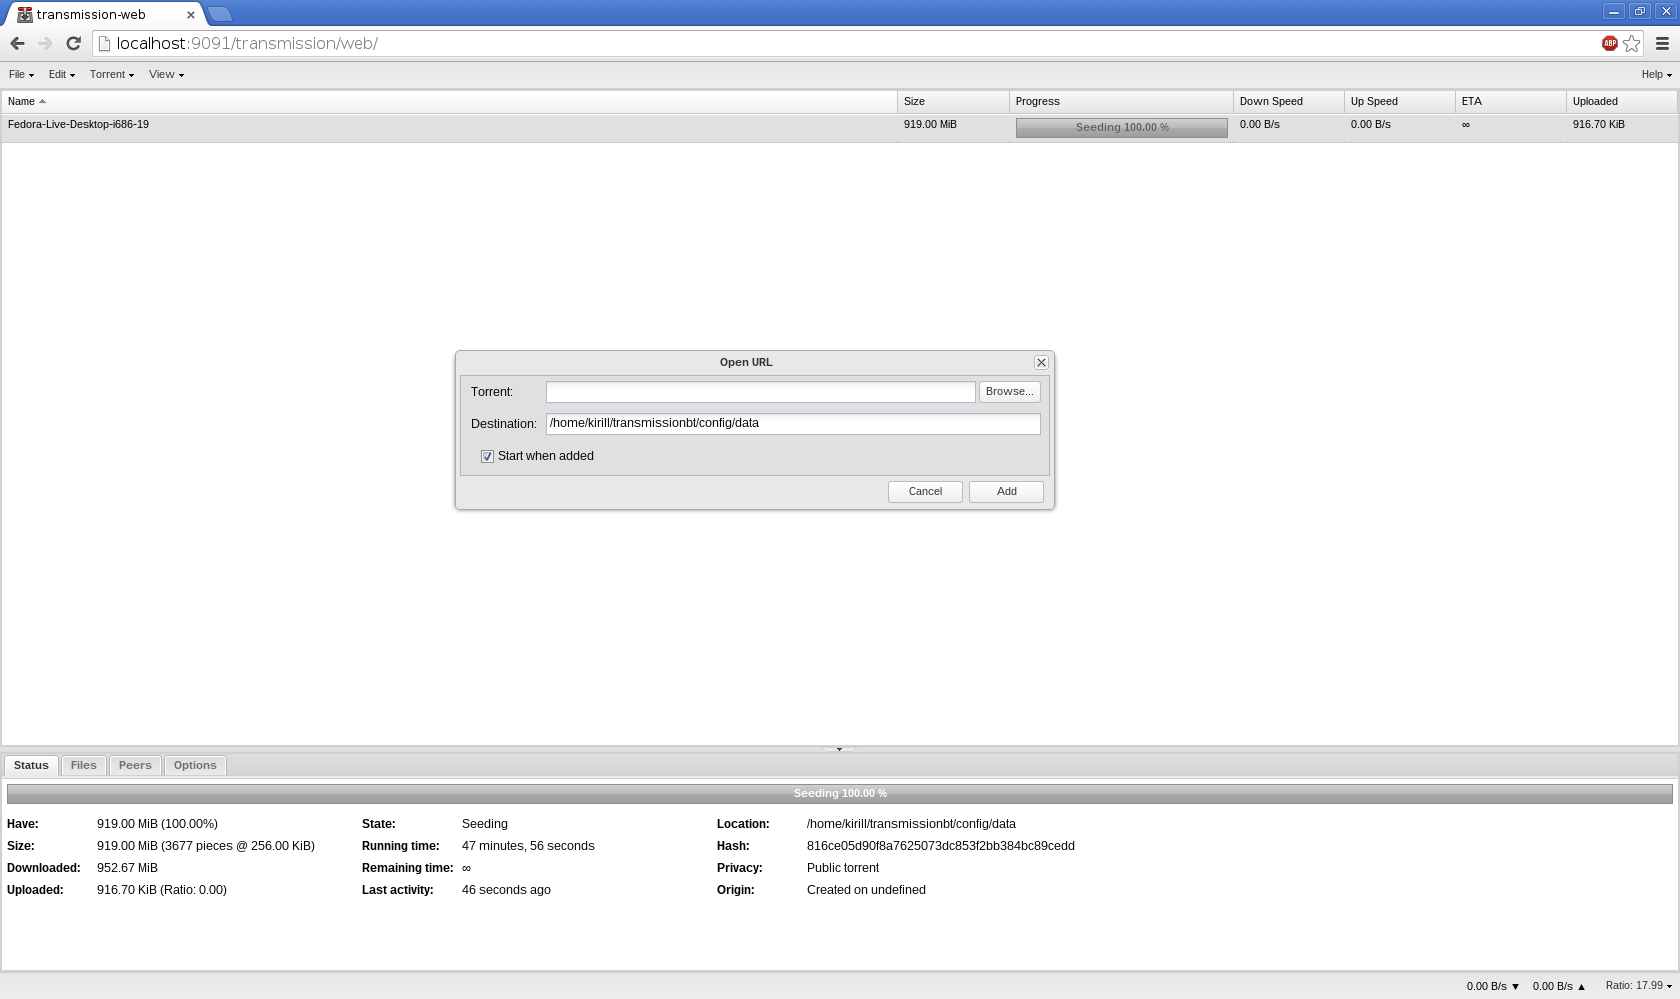 transmission-web
localhost:9091/transmission/web/
ABP
File Edit Torrent View Help
Name Size Progress Down Speed Up Speed ETA Uploaded
Fedora-Live-Desktop-i686-19 919.00 MiB Seeding 100.00 % 0.00 B/s 0.00 B/s ∞ 916.70 KiB
Open URL
Torrent: Browse...
Destination: /home/kirill/transmissionbt/config/data
Start when added
Cancel Add
Status Files Peers Options
Seeding 100.00 %
Have: 919.00 MiB (100.00%) State: Seeding Location: /home/kirill/transmissionbt/config/data
Size: 919.00 MiB (3677 pieces @ 256.00 KiB) Running time: 47 minutes, 56 seconds Hash: 816ce05d90f8a7625073dc853f2bb384bc89cedd
Downloaded: 952.67 MiB Remaining time: ∞ Privacy: Public torrent
Uploaded: 916.70 KiB (Ratio: 0.00) Last activity: 46 seconds ago Origin: Created on undefined
0.00 B/s ▼ 0.00 B/s ▲ Ratio: 17.99